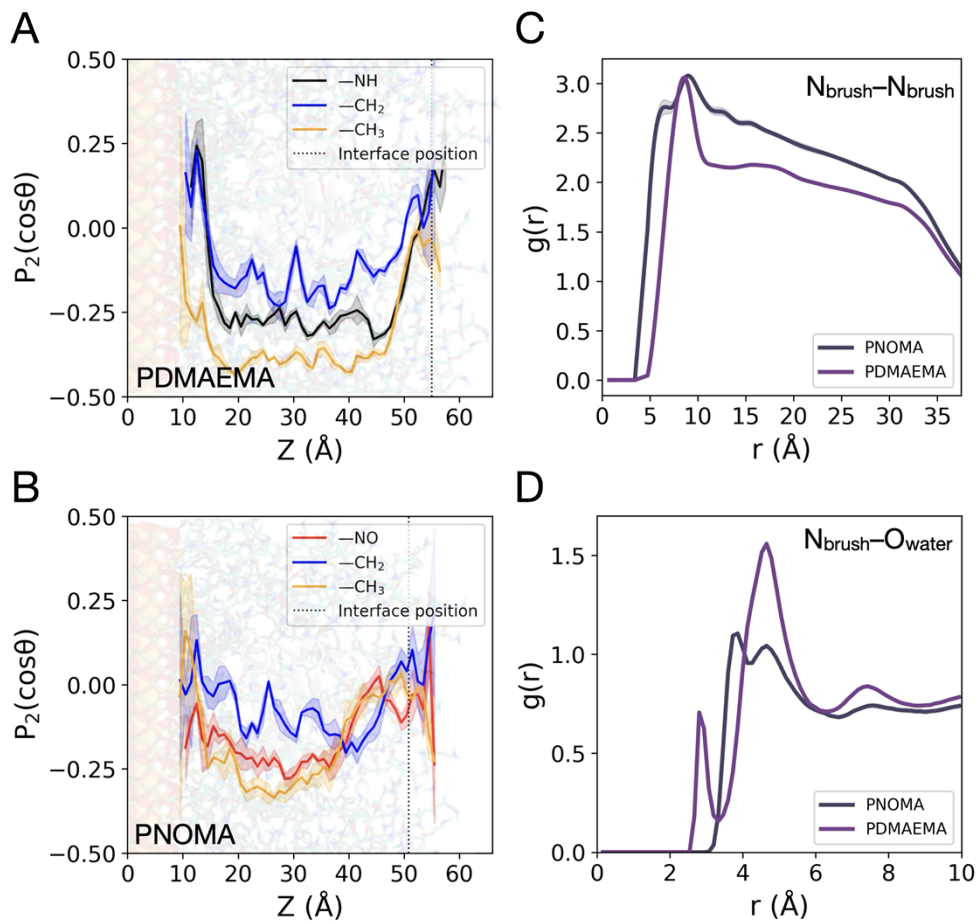 A
P₂(cosθ)
0.50
0.25
0.00
−0.25
−0.50
—NH
—CH₂
—CH₃
Interface position
PDMAEMA
0 10 20 30 40 50 60
Z (Å)
B
P₂(cosθ)
0.50
0.25
0.00
−0.25
−0.50
—NO
—CH₂
—CH₃
Interface position
PNOMA
0 10 20 30 40 50 60
Z (Å)
C
g(r)
3.0
2.5
2.0
1.5
1.0
0.5
0.0
Nbrush–Nbrush
PNOMA
PDMAEMA
0 5 10 15 20 25 30 35
r (Å)
D
g(r)
1.5
1.0
0.5
0.0
Nbrush–Owater
PNOMA
PDMAEMA
0 2 4 6 8 10
r (Å)